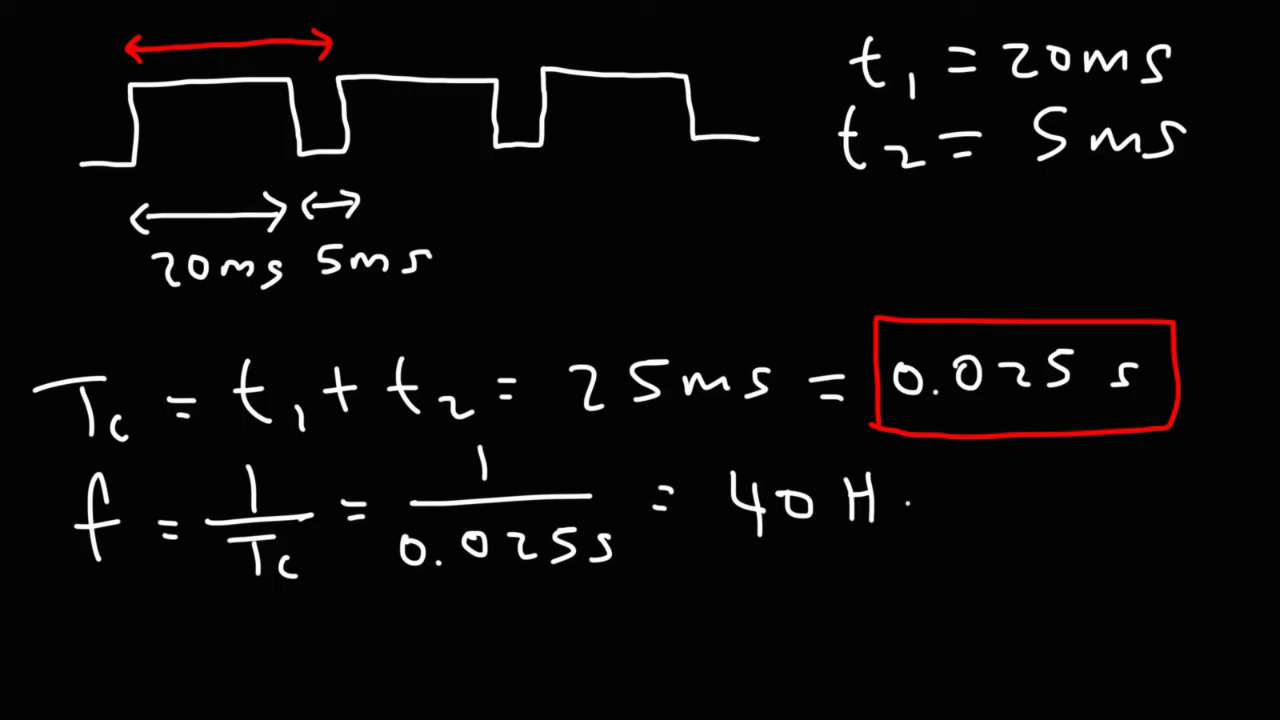 t₁ = 20ms
t₂ = 5ms
20ms 5ms
Tc = t₁ + t₂ = 25ms = 0.025 s
f = 1/Tc = 1/0.025s = 40 H